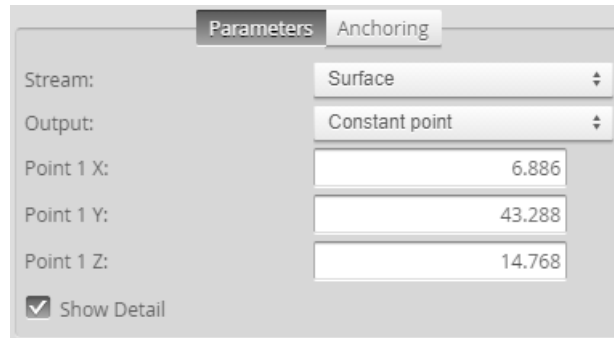 Parameters Anchoring
Stream: Surface
Output: Constant point
Point 1 X: 6.886
Point 1 Y: 43.288
Point 1 Z: 14.768
Show Detail